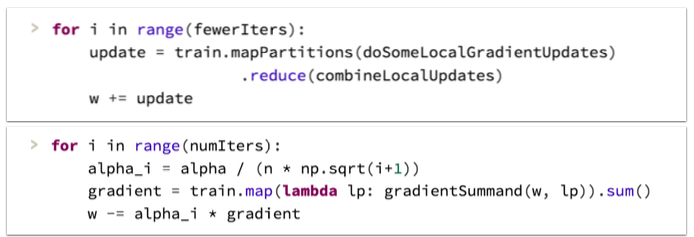 > for i in range(fewerIters):
update = train.mapPartitions(doSomeLocalGradientUpdates)
.reduce(combineLocalUpdates)
w += update
> for i in range(numIters):
alpha_i = alpha / (n * np.sqrt(i+1))
gradient = train.map(lambda lp: gradientSummand(w, lp)).sum()
w -= alpha_i * gradient